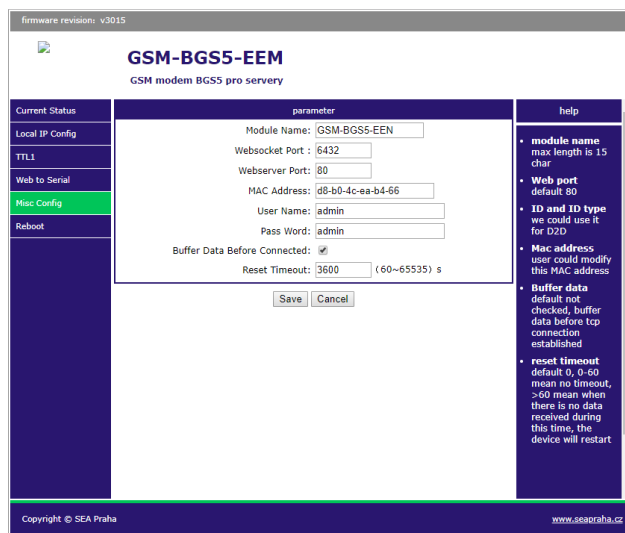 firmware revision: v3015
GSM-BGS5-EEM
GSM modem BGS5 pro servery
Current Status
Local IP Config
TTL1
Web to Serial
Misc Config
Reboot
parameter
Module Name: GSM-BGS5-EEN
Websocket Port : 6432
Webserver Port: 80
MAC Address: d8-b0-4c-ea-b4-66
User Name: admin
Pass Word: admin
Buffer Data Before Connected:
Reset Timeout: 3600 (60~65535) s
Save Cancel
help
• module name
max length is 15
char
• Web port
default 80
• ID and ID type
we could use it
for D2D
• Mac address
user could modify
this MAC address
• Buffer data
default not
checked, buffer
data before tcp
connection
established
• reset timeout
default 0, 0-60
mean no timeout,
>60 mean when
there is no data
received during
this time, the
device will restart
Copyright © SEA Praha
www.seapraha.cz